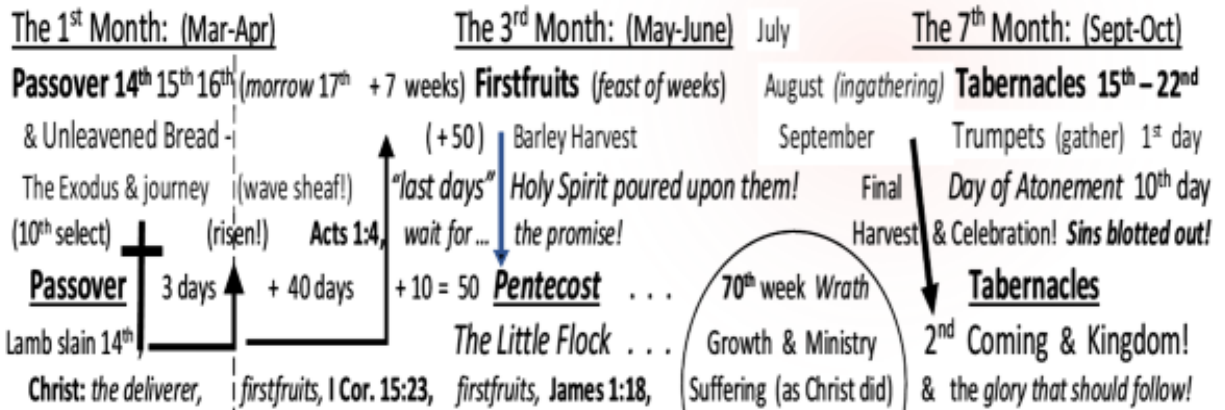 The 1st Month: (Mar-Apr) The 3rd Month: (May-June) July The 7th Month: (Sept-Oct)
Passover 14th 15th 16th (morrow 17th + 7 weeks) Firstfruits (feast of weeks) August (ingathering) Tabernacles 15th – 22nd
& Unleavened Bread - (+50) Barley Harvest September Trumpets (gather) 1st day
The Exodus & journey (wave sheaf!) "last days" Holy Spirit poured upon them! Final Day of Atonement 10th day
(10th select) (risen!) Acts 1:4, wait for ... the promise! Harvest & Celebration! Sins blotted out!
Passover 3 days + 40 days + 10 = 50 Pentecost . . . 70th week Wrath Tabernacles
Lamb slain 14th The Little Flock . . . Growth & Ministry 2nd Coming & Kingdom!
Christ: the deliverer, firstfruits, I Cor. 15:23, firstfruits, James 1:18, Suffering (as Christ did) & the glory that should follow!